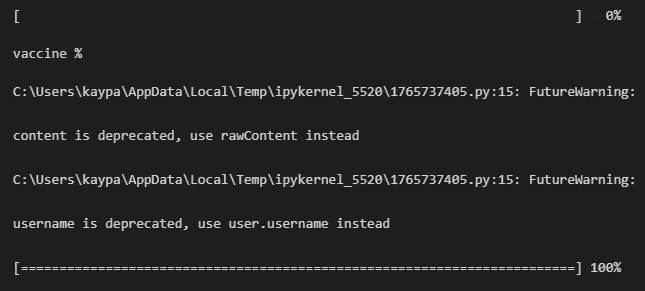 [                                                                        ]   0%
vaccine %
C:\Users\kaypa\AppData\Local\Temp\ipykernel_5520\1765737405.py:15: FutureWarning:
content is deprecated, use rawContent instead
C:\Users\kaypa\AppData\Local\Temp\ipykernel_5520\1765737405.py:15: FutureWarning:
username is deprecated, use user.username instead
[========================================================================] 100%